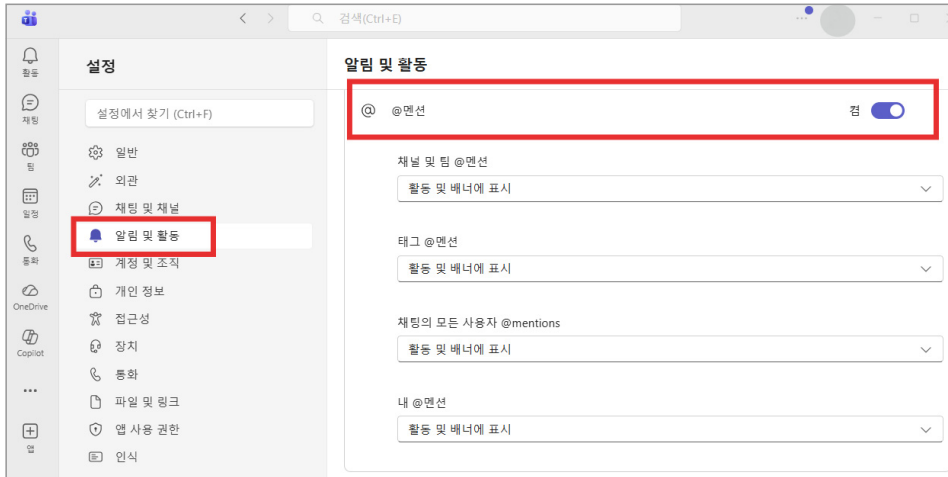 검색(Ctrl+E)
활동
채팅
팀
일정
통화
OneDrive
Copilot
앱
설정
설정에서 찾기 (Ctrl+F)
일반
외관
채팅 및 채널
알림 및 활동
계정 및 조직
개인 정보
접근성
장치
통화
파일 및 링크
앱 사용 권한
인식
알림 및 활동
@ @멘션 켬
채널 및 팀 @멘션
활동 및 배너에 표시
태그 @멘션
활동 및 배너에 표시
채팅의 모든 사용자 @mentions
활동 및 배너에 표시
내 @멘션
활동 및 배너에 표시